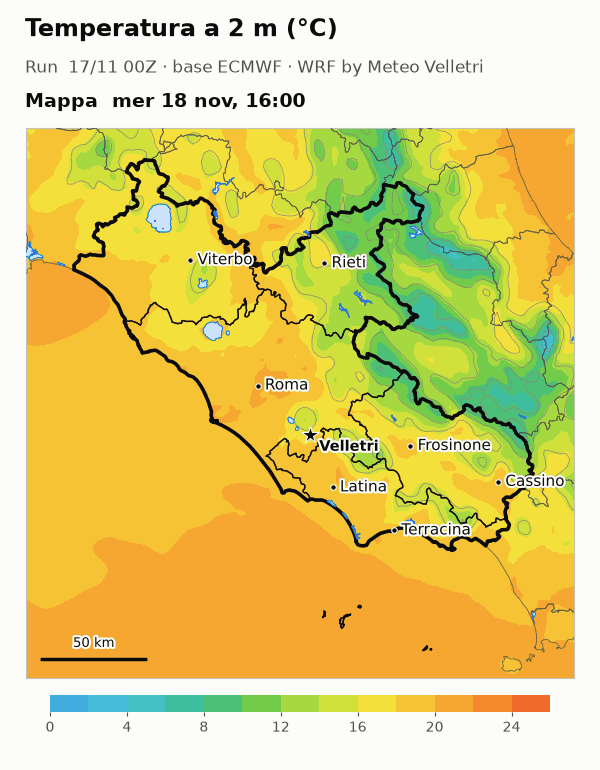 Temperatura a 2 m (°C)
Run  17/11 00Z · base ECMWF · WRF by Meteo Velletri
Mappa  mer 18 nov, 16:00
Viterbo
Rieti
Roma
Velletri
Frosinone
Latina
Cassino
Terracina
50 km
0 4 8 12 16 20 24